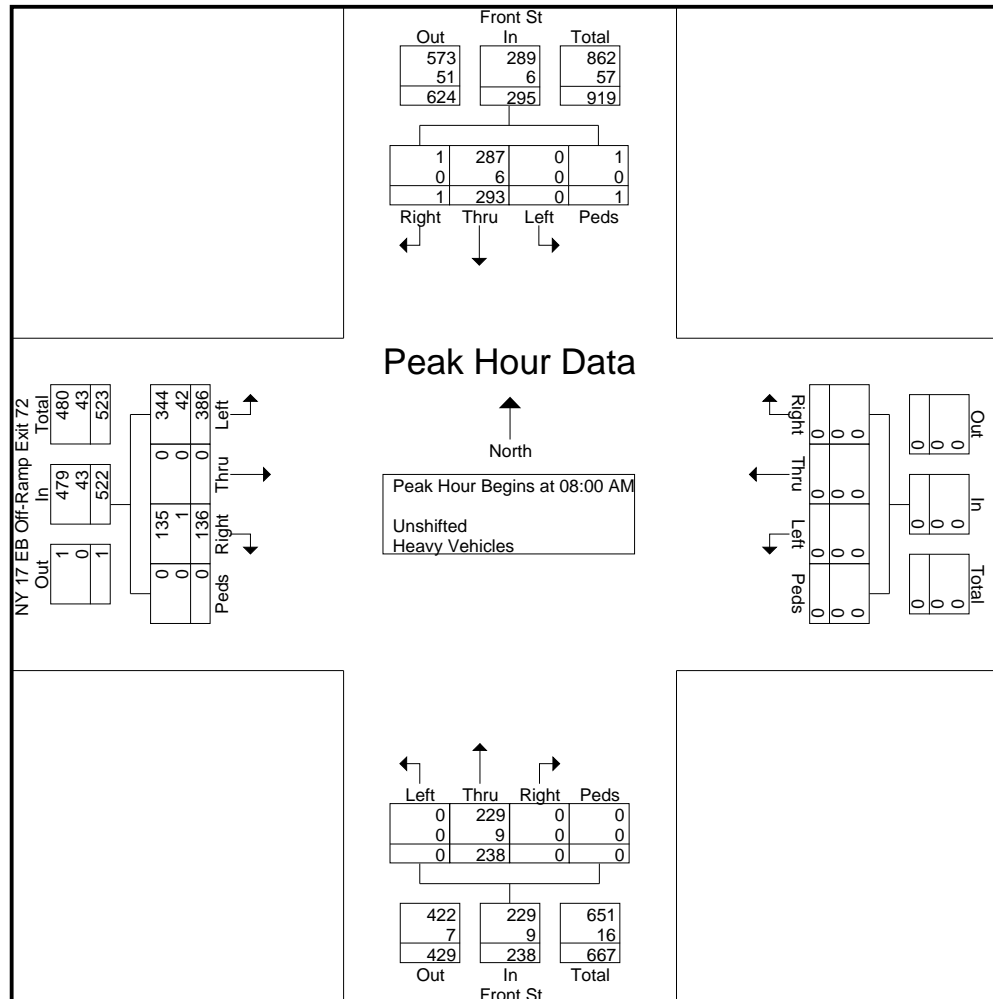 Front St
Out In Total
573 289 862
51 6 57
624 295 919
1 287 0 1
0 6 0 0
1 293 0 1
Right Thru Left Peds
Peak Hour Data
North
Peak Hour Begins at 08:00 AM
Unshifted
Heavy Vehicles
NY 17 EB Off-Ramp Exit 72
Out In Total
1 479 480
0 43 43
1 522 523
0 135 0 344
0 1 0 42
0 136 0 386
Peds Right Thru Left
Out In Total
0 0 0
0 0 0
0 0 0
Right Thru Left Peds
0 0 0 0
0 0 0 0
0 0 0 0
Left Thru Right Peds
0 229 0 0
0 9 0 0
0 238 0 0
422 229 651
7 9 16
429 238 667
Out In Total
Front St